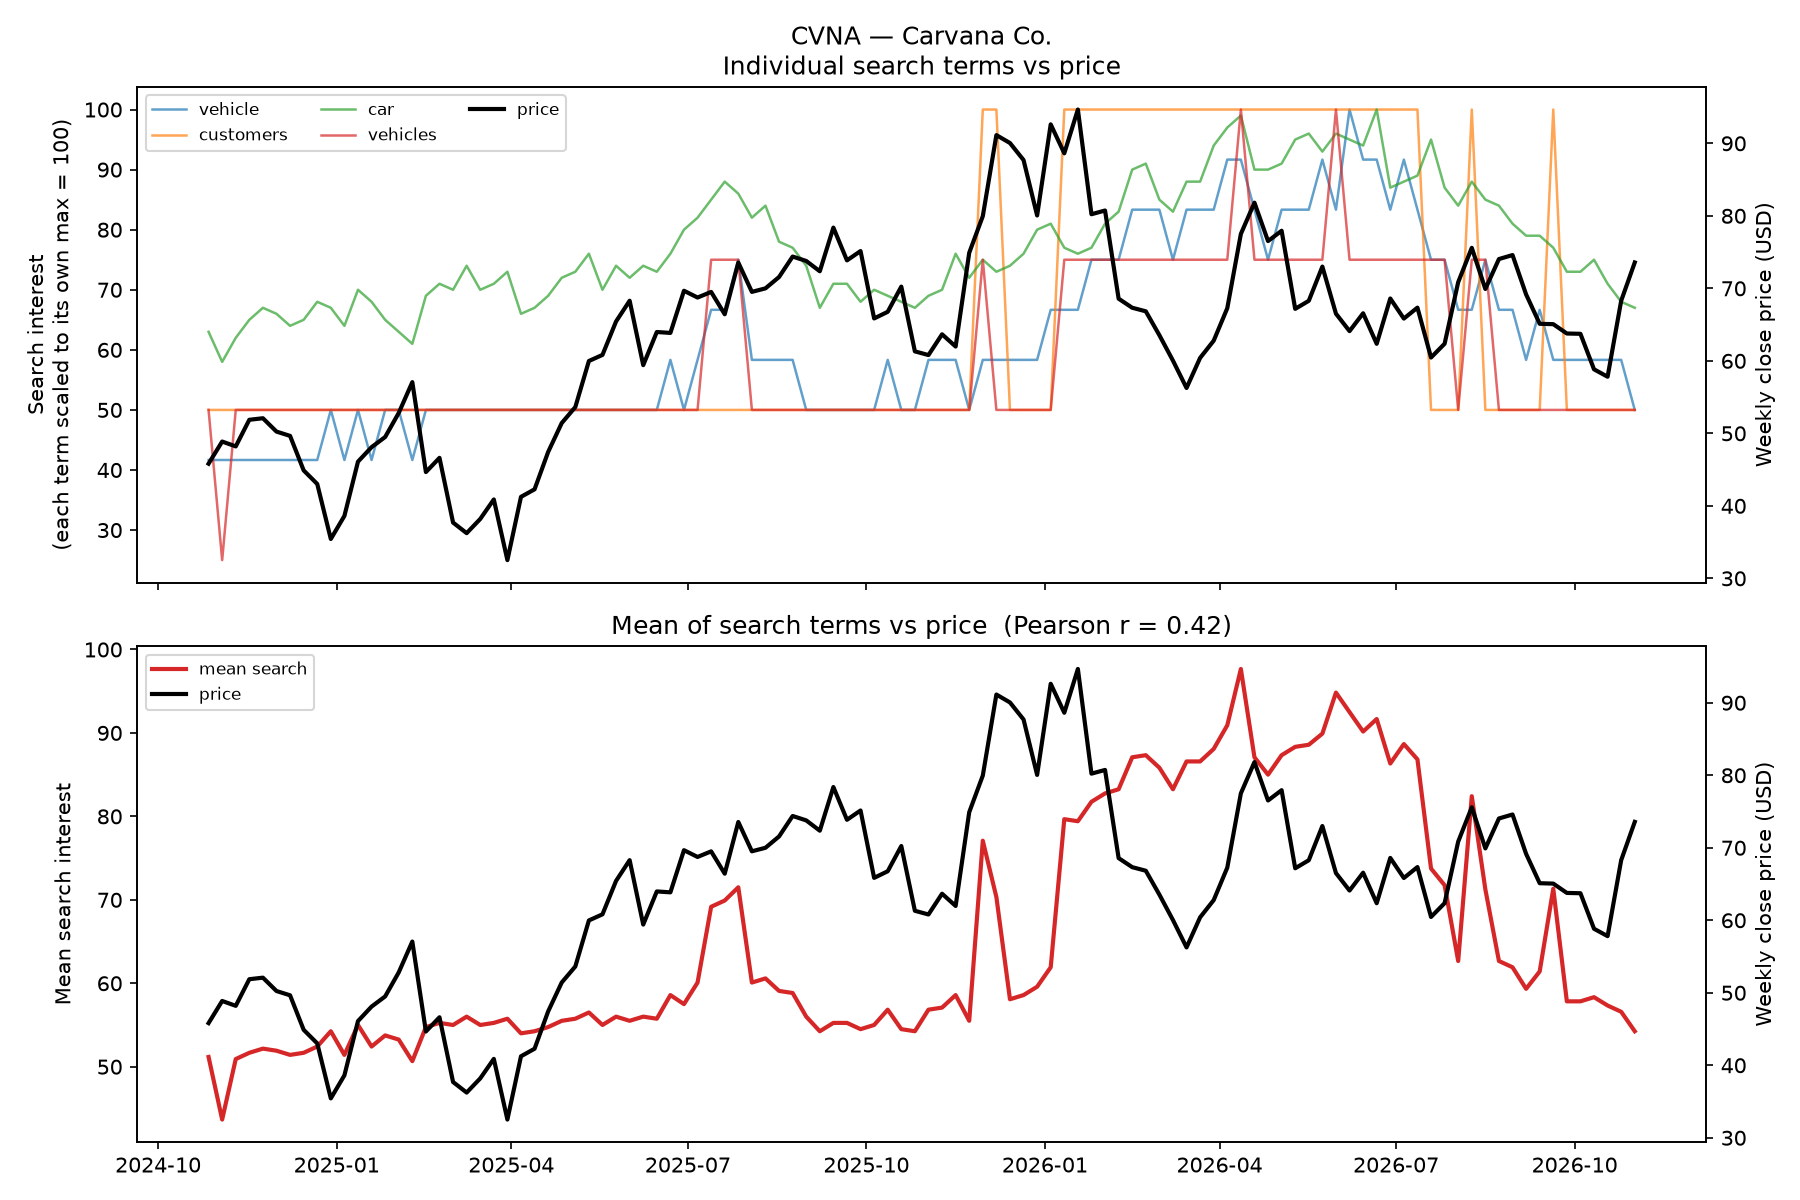 CVNA — Carvana Co.
Individual search terms vs price
vehicle
customers
car
vehicles
price
Search interest
(each term scaled to its own max = 100)
100
90
80
70
60
50
40
30
Weekly close price (USD)
90
80
70
60
50
40
30
Mean of search terms vs price  (Pearson r = 0.42)
mean search
price
Mean search interest
100
90
80
70
60
50
Weekly close price (USD)
90
80
70
60
50
40
30
2024-10
2025-01
2025-04
2025-07
2025-10
2026-01
2026-04
2026-07
2026-10